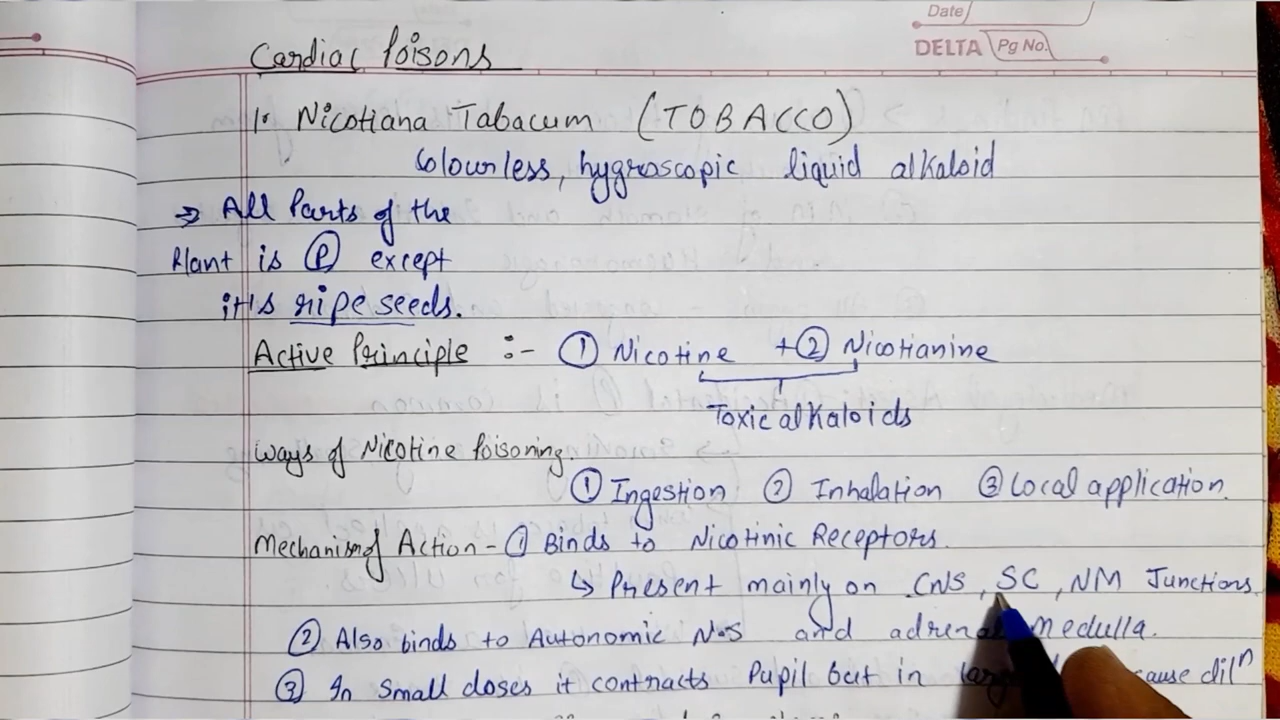 Date
DELTA Pg No.
Cardiac Poisons
1. Nicotiana Tabacum (TOBACCO)
Colourless, hygroscopic liquid alkaloid
⇒ All Parts of the
Plant is Ⓟ except
it's ripe seeds.
Active Principle :- ① Nicotine + ② Nicotianine
Toxic alkaloids
Ways of Nicotine Poisoning.
① Ingestion ② Inhalation ③ Local application.
Mechanism of Action - ① Binds to Nicotinic Receptors.
↳ Present mainly on CNS, SC, NM Junctions.
② Also binds to Autonomic N.S and adrenal Medulla.
③ In small doses it contracts Pupil but in cause dilⁿ